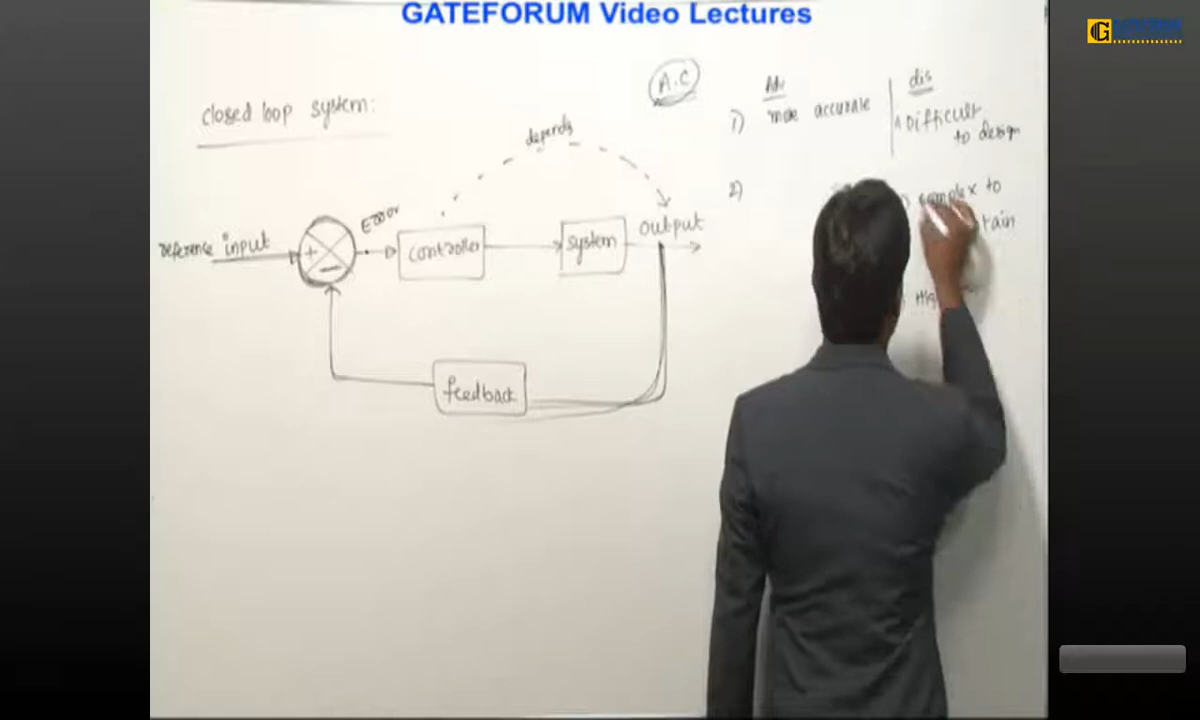 GATEFORUM Video Lectures
G
closed loop system:
A.C
Ad
dis
1) more accurate
Difficult
to design
depends
2)
complex to
Error
reference input
+
controller
system
output
feedback